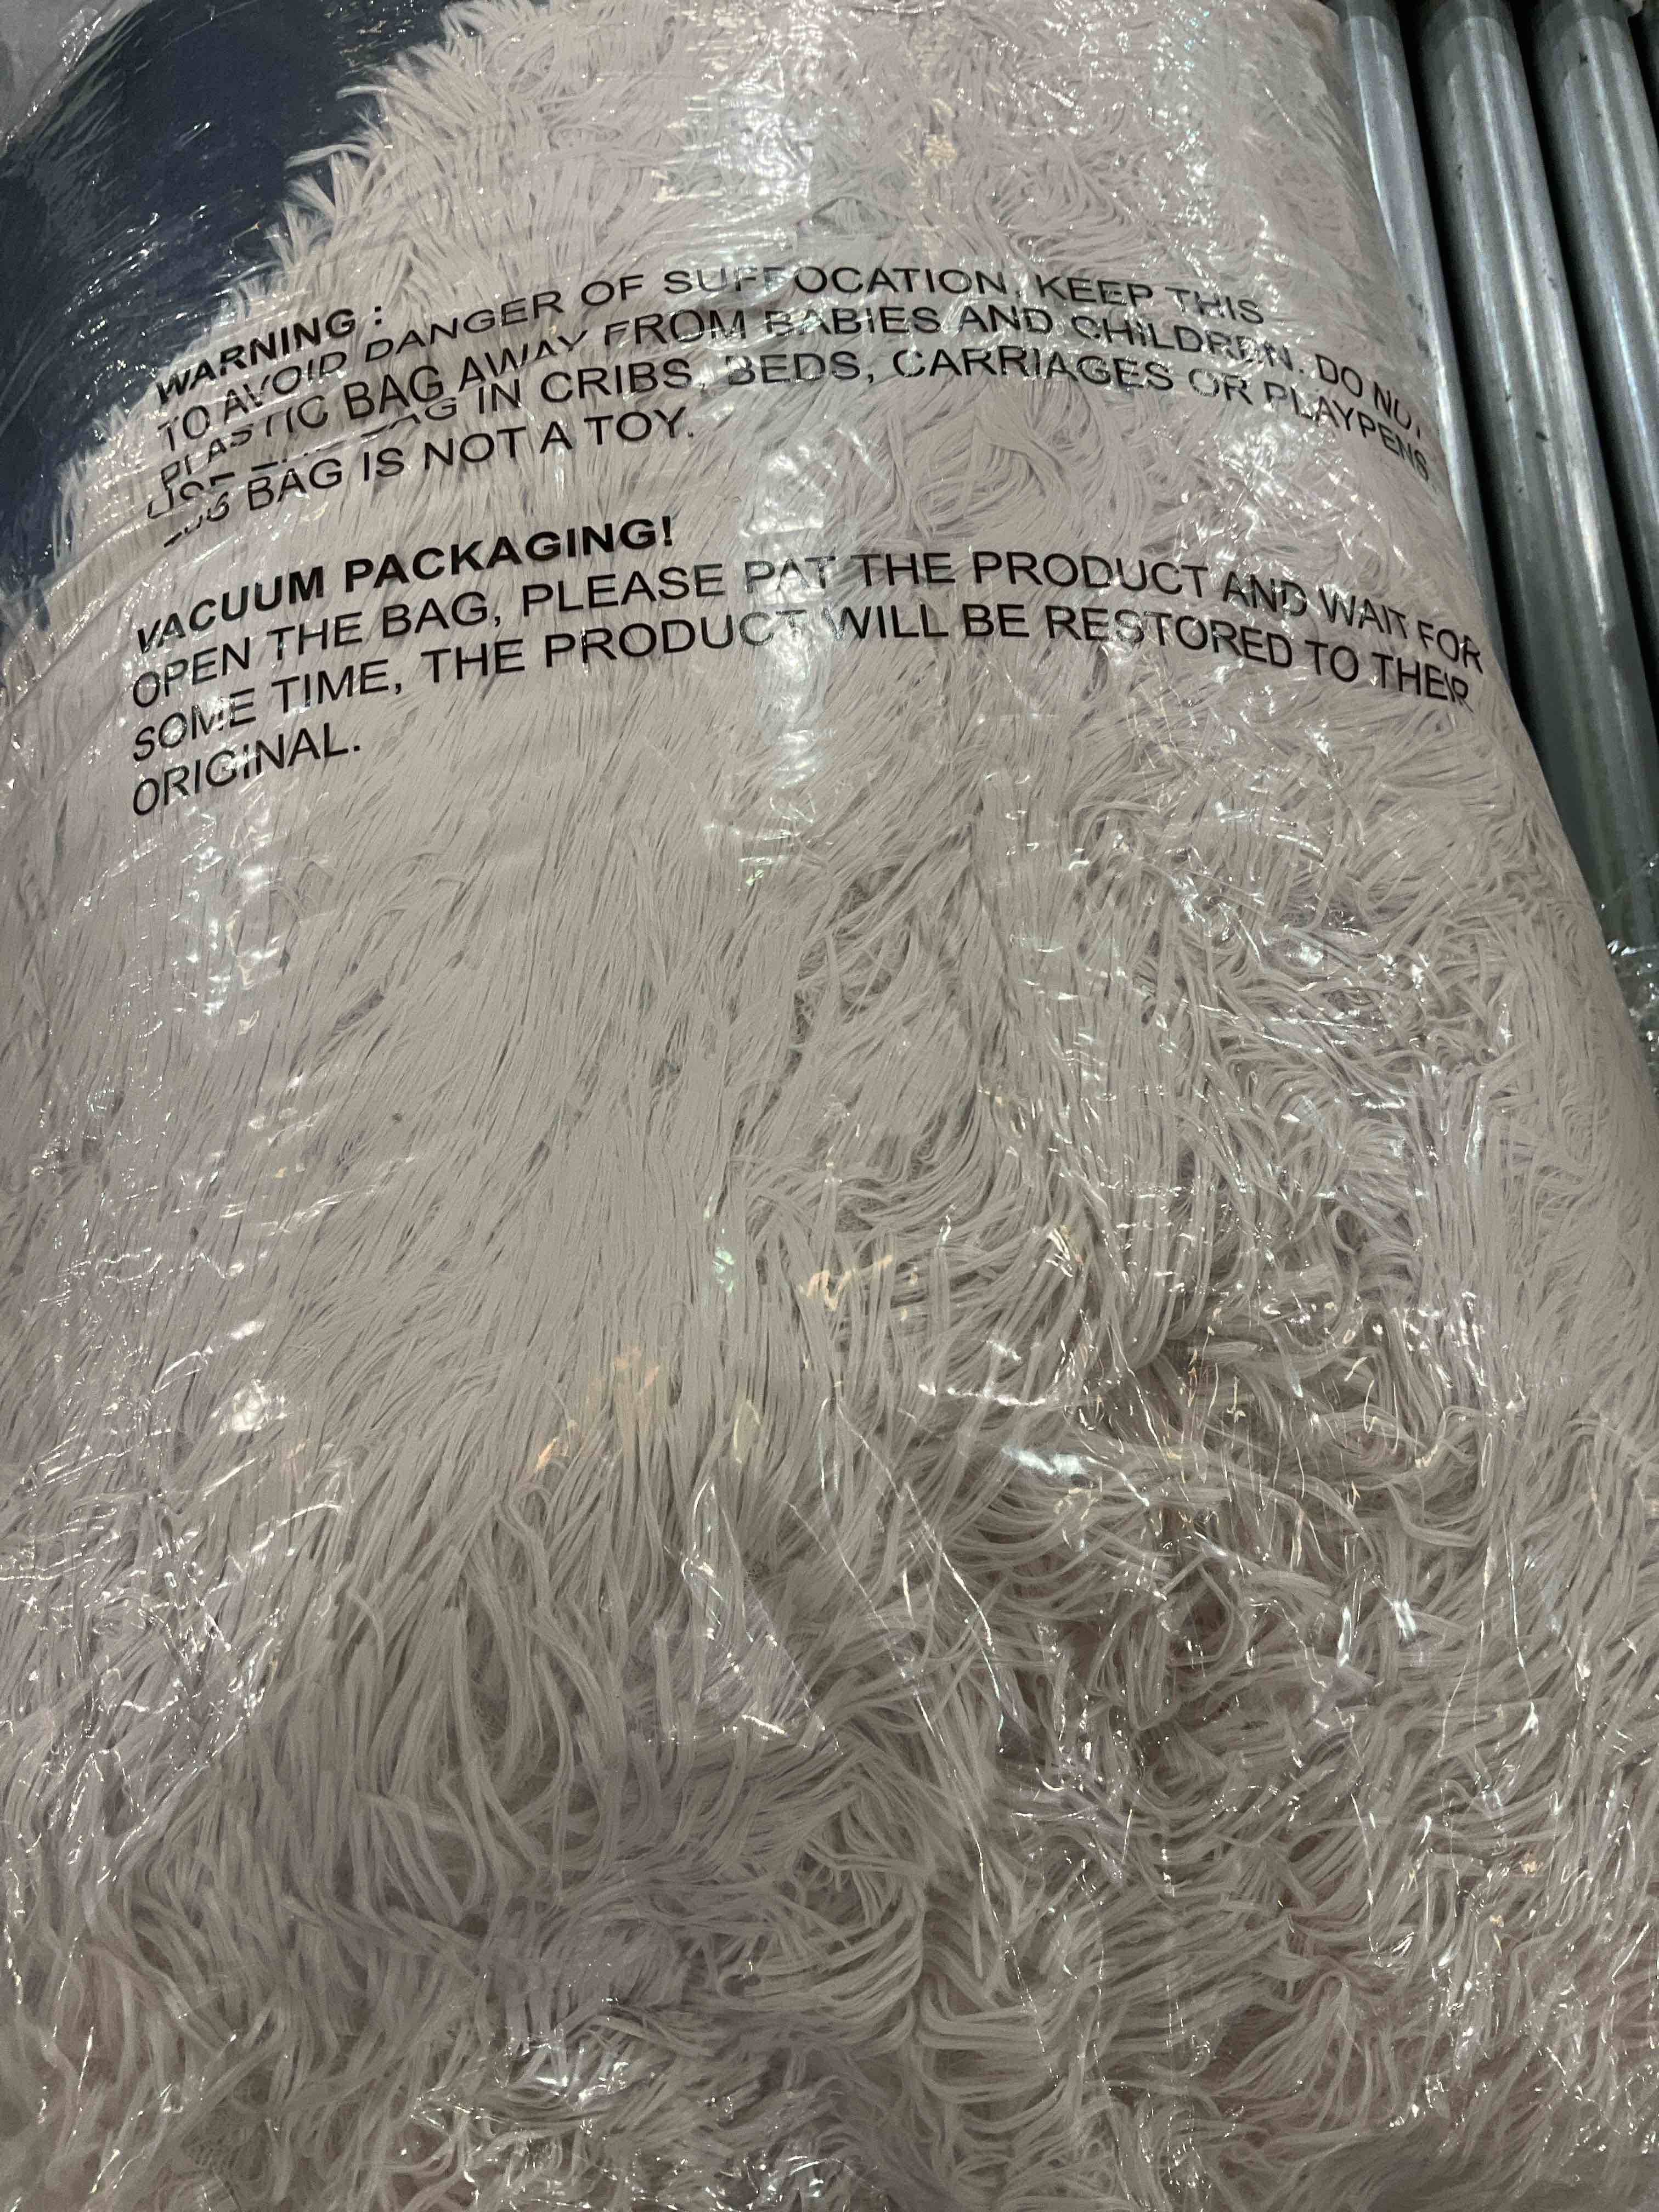 WARNING :
TO AVOID DANGER OF SUFFOCATION, KEEP THIS
PLASTIC BAG AWAY FROM BABIES AND CHILDREN. DO NOT
USE BAG IN CRIBS, BEDS, CARRIAGES OR PLAYPENS
BAG IS NOT A TOY.
VACUUM PACKAGING!
OPEN THE BAG, PLEASE PAT THE PRODUCT AND WAIT FOR
SOME TIME, THE PRODUCT WILL BE RESTORED TO THEIR
ORIGINAL.